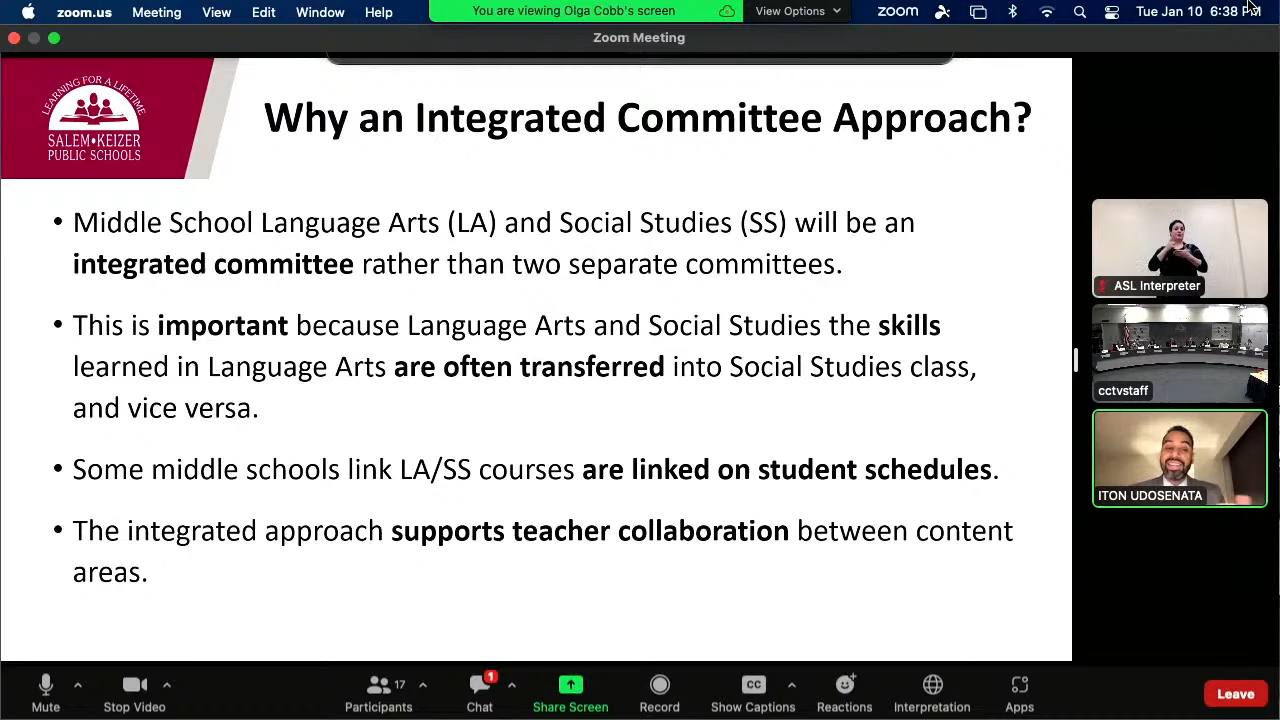 zoom.us Meeting View Edit Window Help
You are viewing Olga Cobb's screen
View Options
zoom
Tue Jan 10 6:38 PM
Zoom Meeting
LEARNING FOR A LIFETIME
SALEM•KEIZER
PUBLIC SCHOOLS
Why an Integrated Committee Approach?
• Middle School Language Arts (LA) and Social Studies (SS) will be an
integrated committee rather than two separate committees.
• This is important because Language Arts and Social Studies the skills
learned in Language Arts are often transferred into Social Studies class,
and vice versa.
• Some middle schools link LA/SS courses are linked on student schedules.
• The integrated approach supports teacher collaboration between content
areas.
ASL Interpreter
cctvstaff
ITON UDOSENATA
Mute
Stop Video
17
Participants
1
Chat
Share Screen
Record
CC
Show Captions
Reactions
Interpretation
Apps
Leave